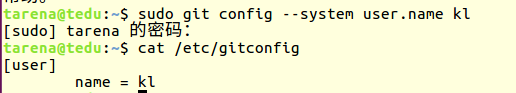 tarena@tedu:~$ sudo git config --system user.name kl
[sudo] tarena 的密码：
tarena@tedu:~$ cat /etc/gitconfig
[user]
        name = kl